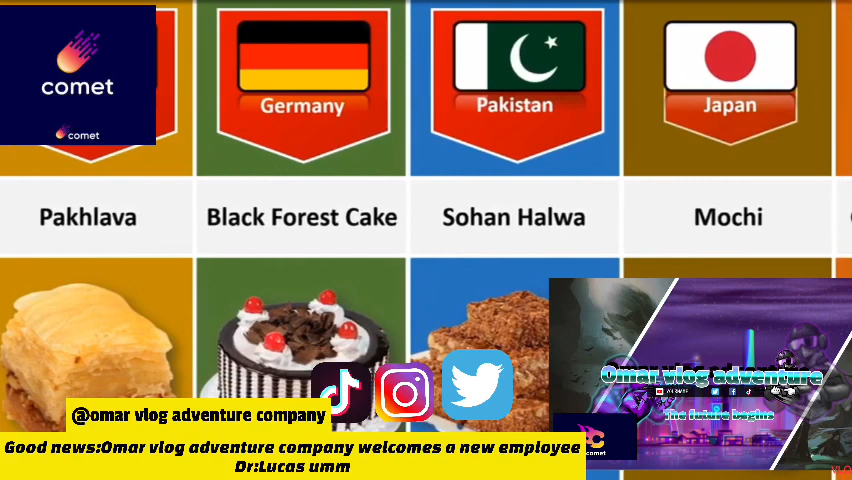 comet
comet
Germany
Pakistan
Japan
Pakhlava
Black Forest Cake
Sohan Halwa
Mochi
Omar vlog adventure
The future begins
@omar vlog adventure company
Good news:Omar vlog adventure company welcomes a new employee
Dr:Lucas umm
comet